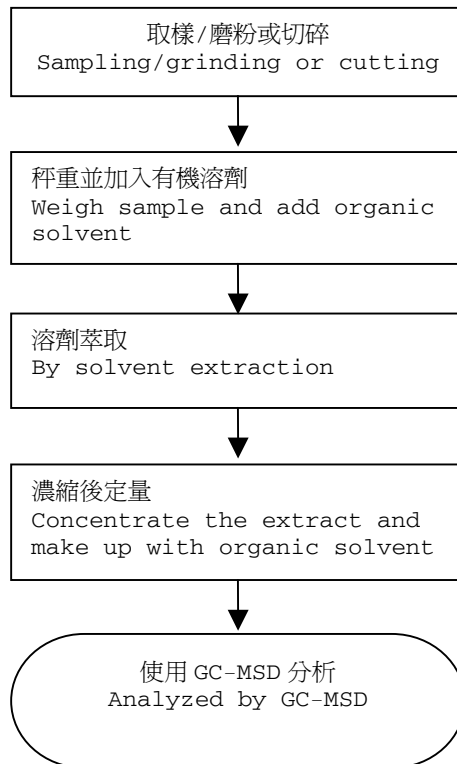 取樣/磨粉或切碎
Sampling/grinding or cutting
秤重並加入有機溶劑
Weigh sample and add organic
solvent
溶劑萃取
By solvent extraction
濃縮後定量
Concentrate the extract and
make up with organic solvent
使用 GC-MSD 分析
Analyzed by GC-MSD